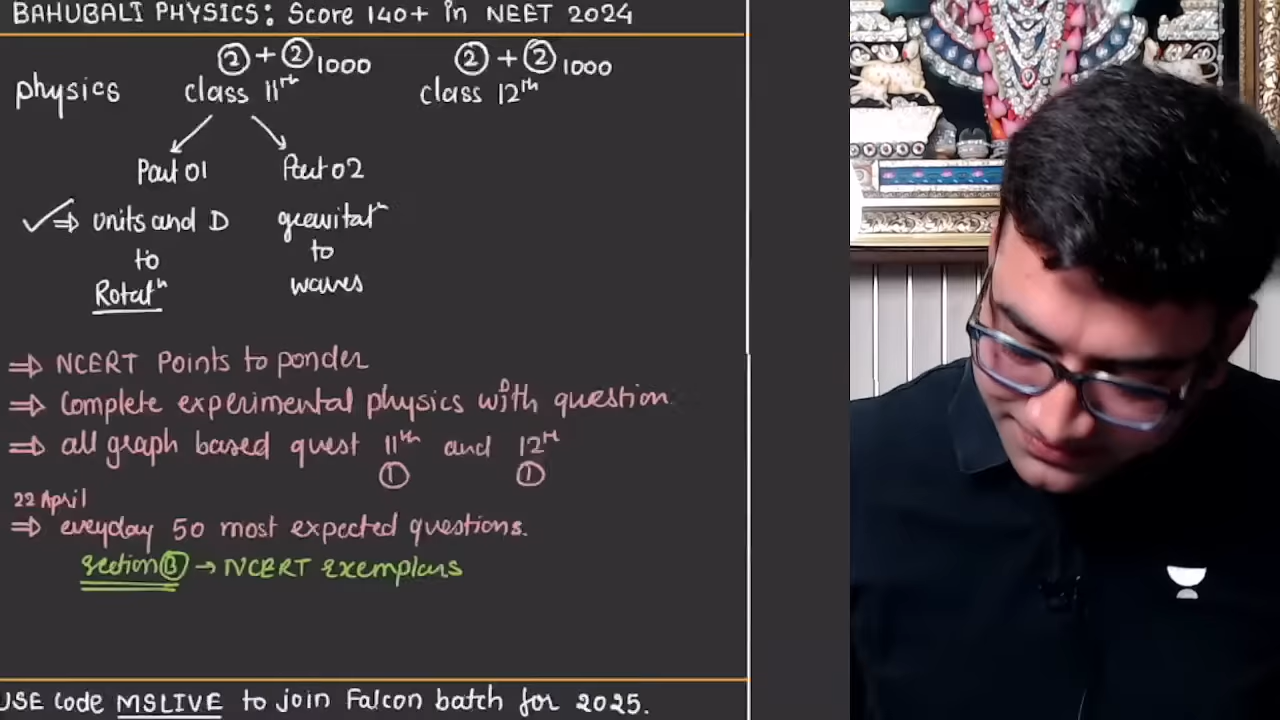 BAHUBALI PHYSICS: Score 140+ in NEET 2024
② + ② 1000 ② + ② 1000
physics class 11th class 12th
Part 01 Part 02
✓⇒ units and D gravitatn
to to
Rotatn waves
⇒ NCERT Points to ponder
⇒ Complete experimental physics with question
⇒ all graph based quest 11th and 12th
① ①
22 April
⇒ everyday 50 most expected questions.
section Ⓑ → NCERT Exemplars
USE Code MSLIVE to join Falcon batch for 2025.